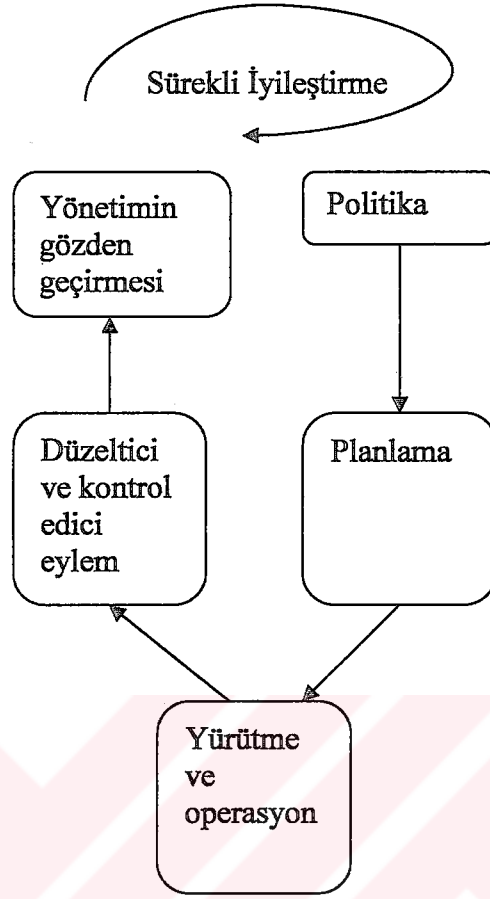 Sürekli İyileştirme
Yönetimin
gözden
geçirmesi
Politika
Düzeltici
ve kontrol
edici
eylem
Planlama
Yürütme
ve
operasyon